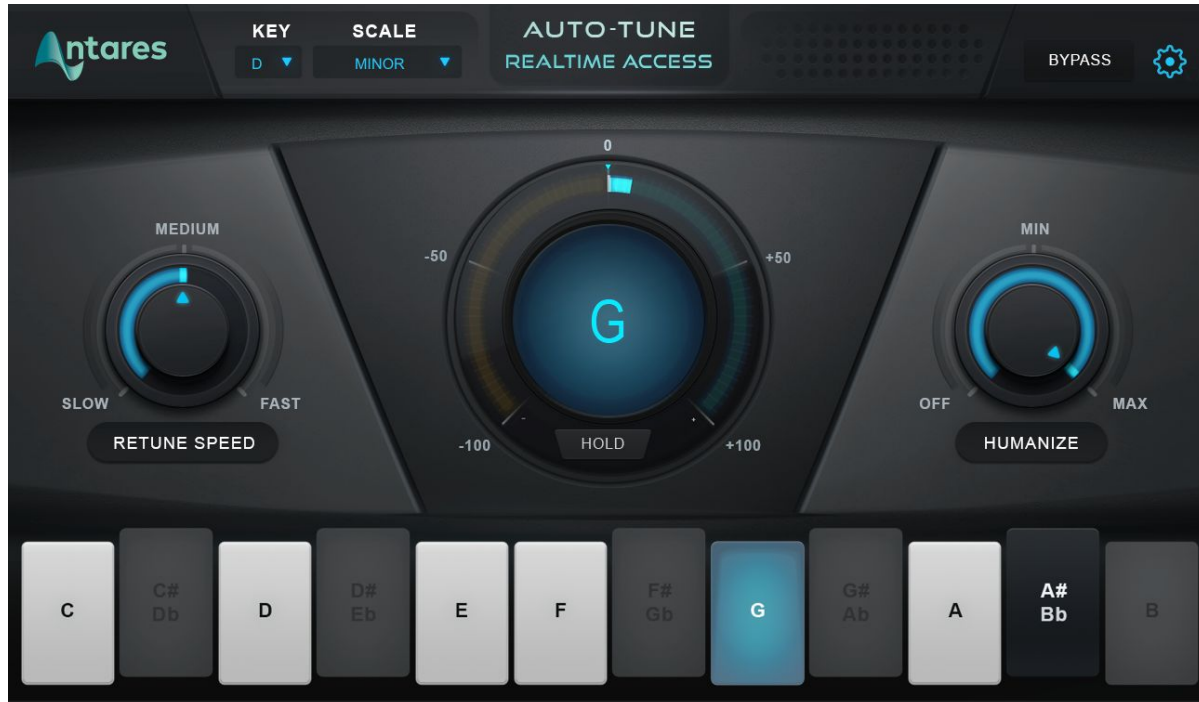 Antares
KEY
SCALE
D
MINOR
AUTO-TUNE
REALTIME ACCESS
BYPASS
0
-50
+50
-100
+100
-
+
G
HOLD
MEDIUM
SLOW
FAST
RETUNE SPEED
MIN
OFF
MAX
HUMANIZE
C
C#
Db
D
D#
Eb
E
F
F#
Gb
G
G#
Ab
A
A#
Bb
B